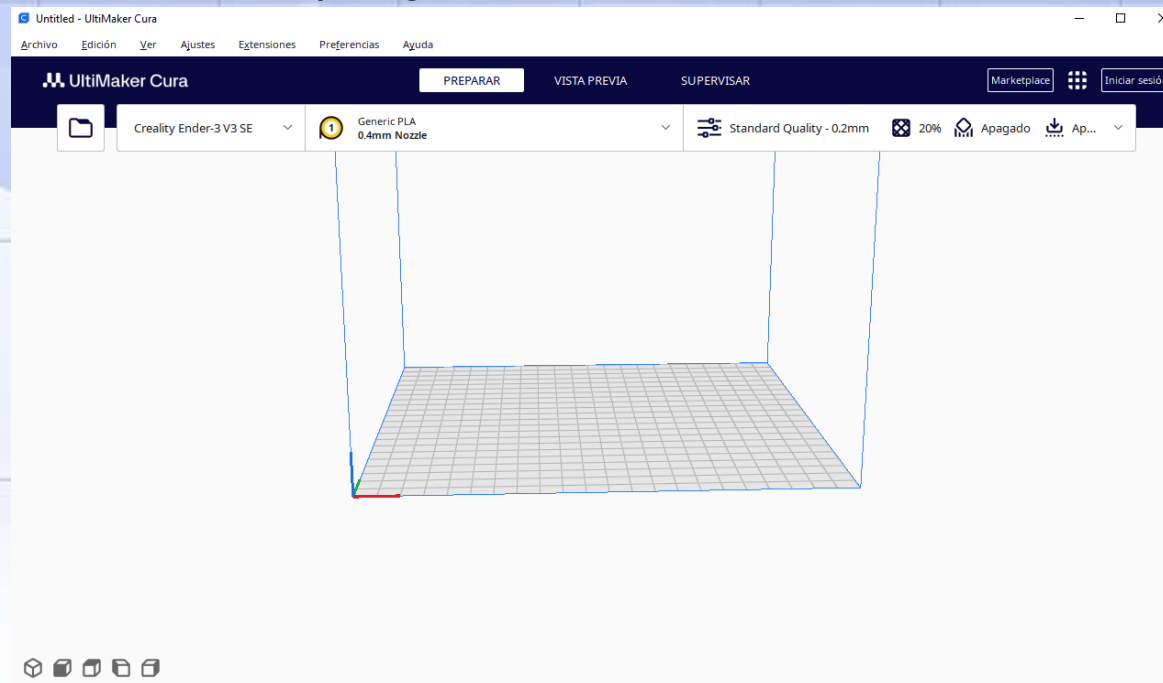 Untitled - UltiMaker Cura
Archivo Edición Ver Ajustes Extensiones Preferencias Ayuda
UltiMaker Cura PREPARAR VISTA PREVIA SUPERVISAR Marketplace Iniciar sesió
Creality Ender-3 V3 SE 1 Generic PLA
0.4mm Nozzle
Standard Quality - 0.2mm 20% Apagado Ap...